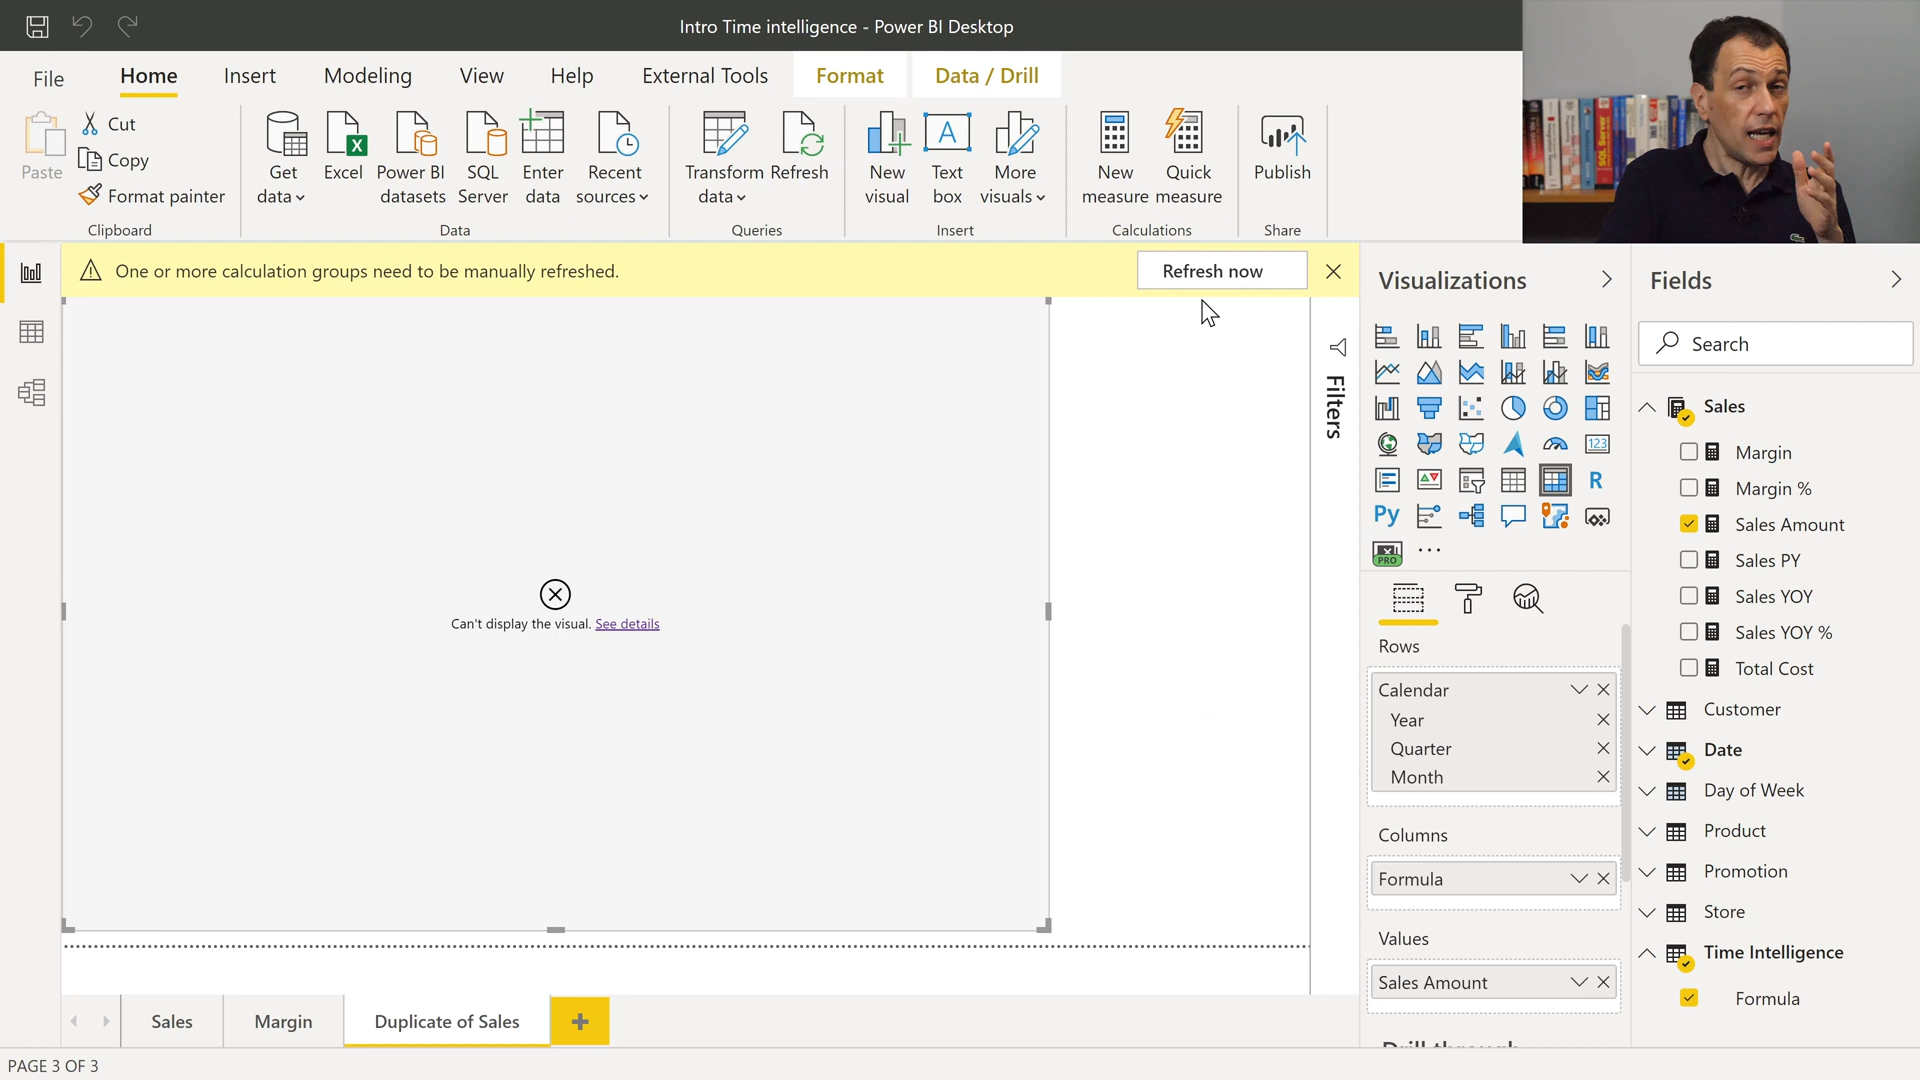 Intro Time intelligence - Power BI Desktop
File
Home
Insert
Modeling
View
Help
External Tools
Format
Data / Drill
Paste
Cut
Copy
Format painter
Clipboard
Get
data
Excel
Power BI
datasets
SQL
Server
Enter
data
Recent
sources
Data
Transform
data
Refresh
Queries
New
visual
Text
box
More
visuals
Insert
New
measure
Quick
measure
Calculations
Publish
Share
One or more calculation groups need to be manually refreshed.
Refresh now
Can't display the visual. See details
Filters
Visualizations
123
R
Py
PRO
Rows
Calendar
Year
Quarter
Month
Columns
Formula
Values
Sales Amount
Drill through
Fields
Search
Sales
Margin
Margin %
Sales Amount
Sales PY
Sales YOY
Sales YOY %
Total Cost
Customer
Date
Day of Week
Product
Promotion
Store
Time Intelligence
Formula
Sales
Margin
Duplicate of Sales
PAGE 3 OF 3